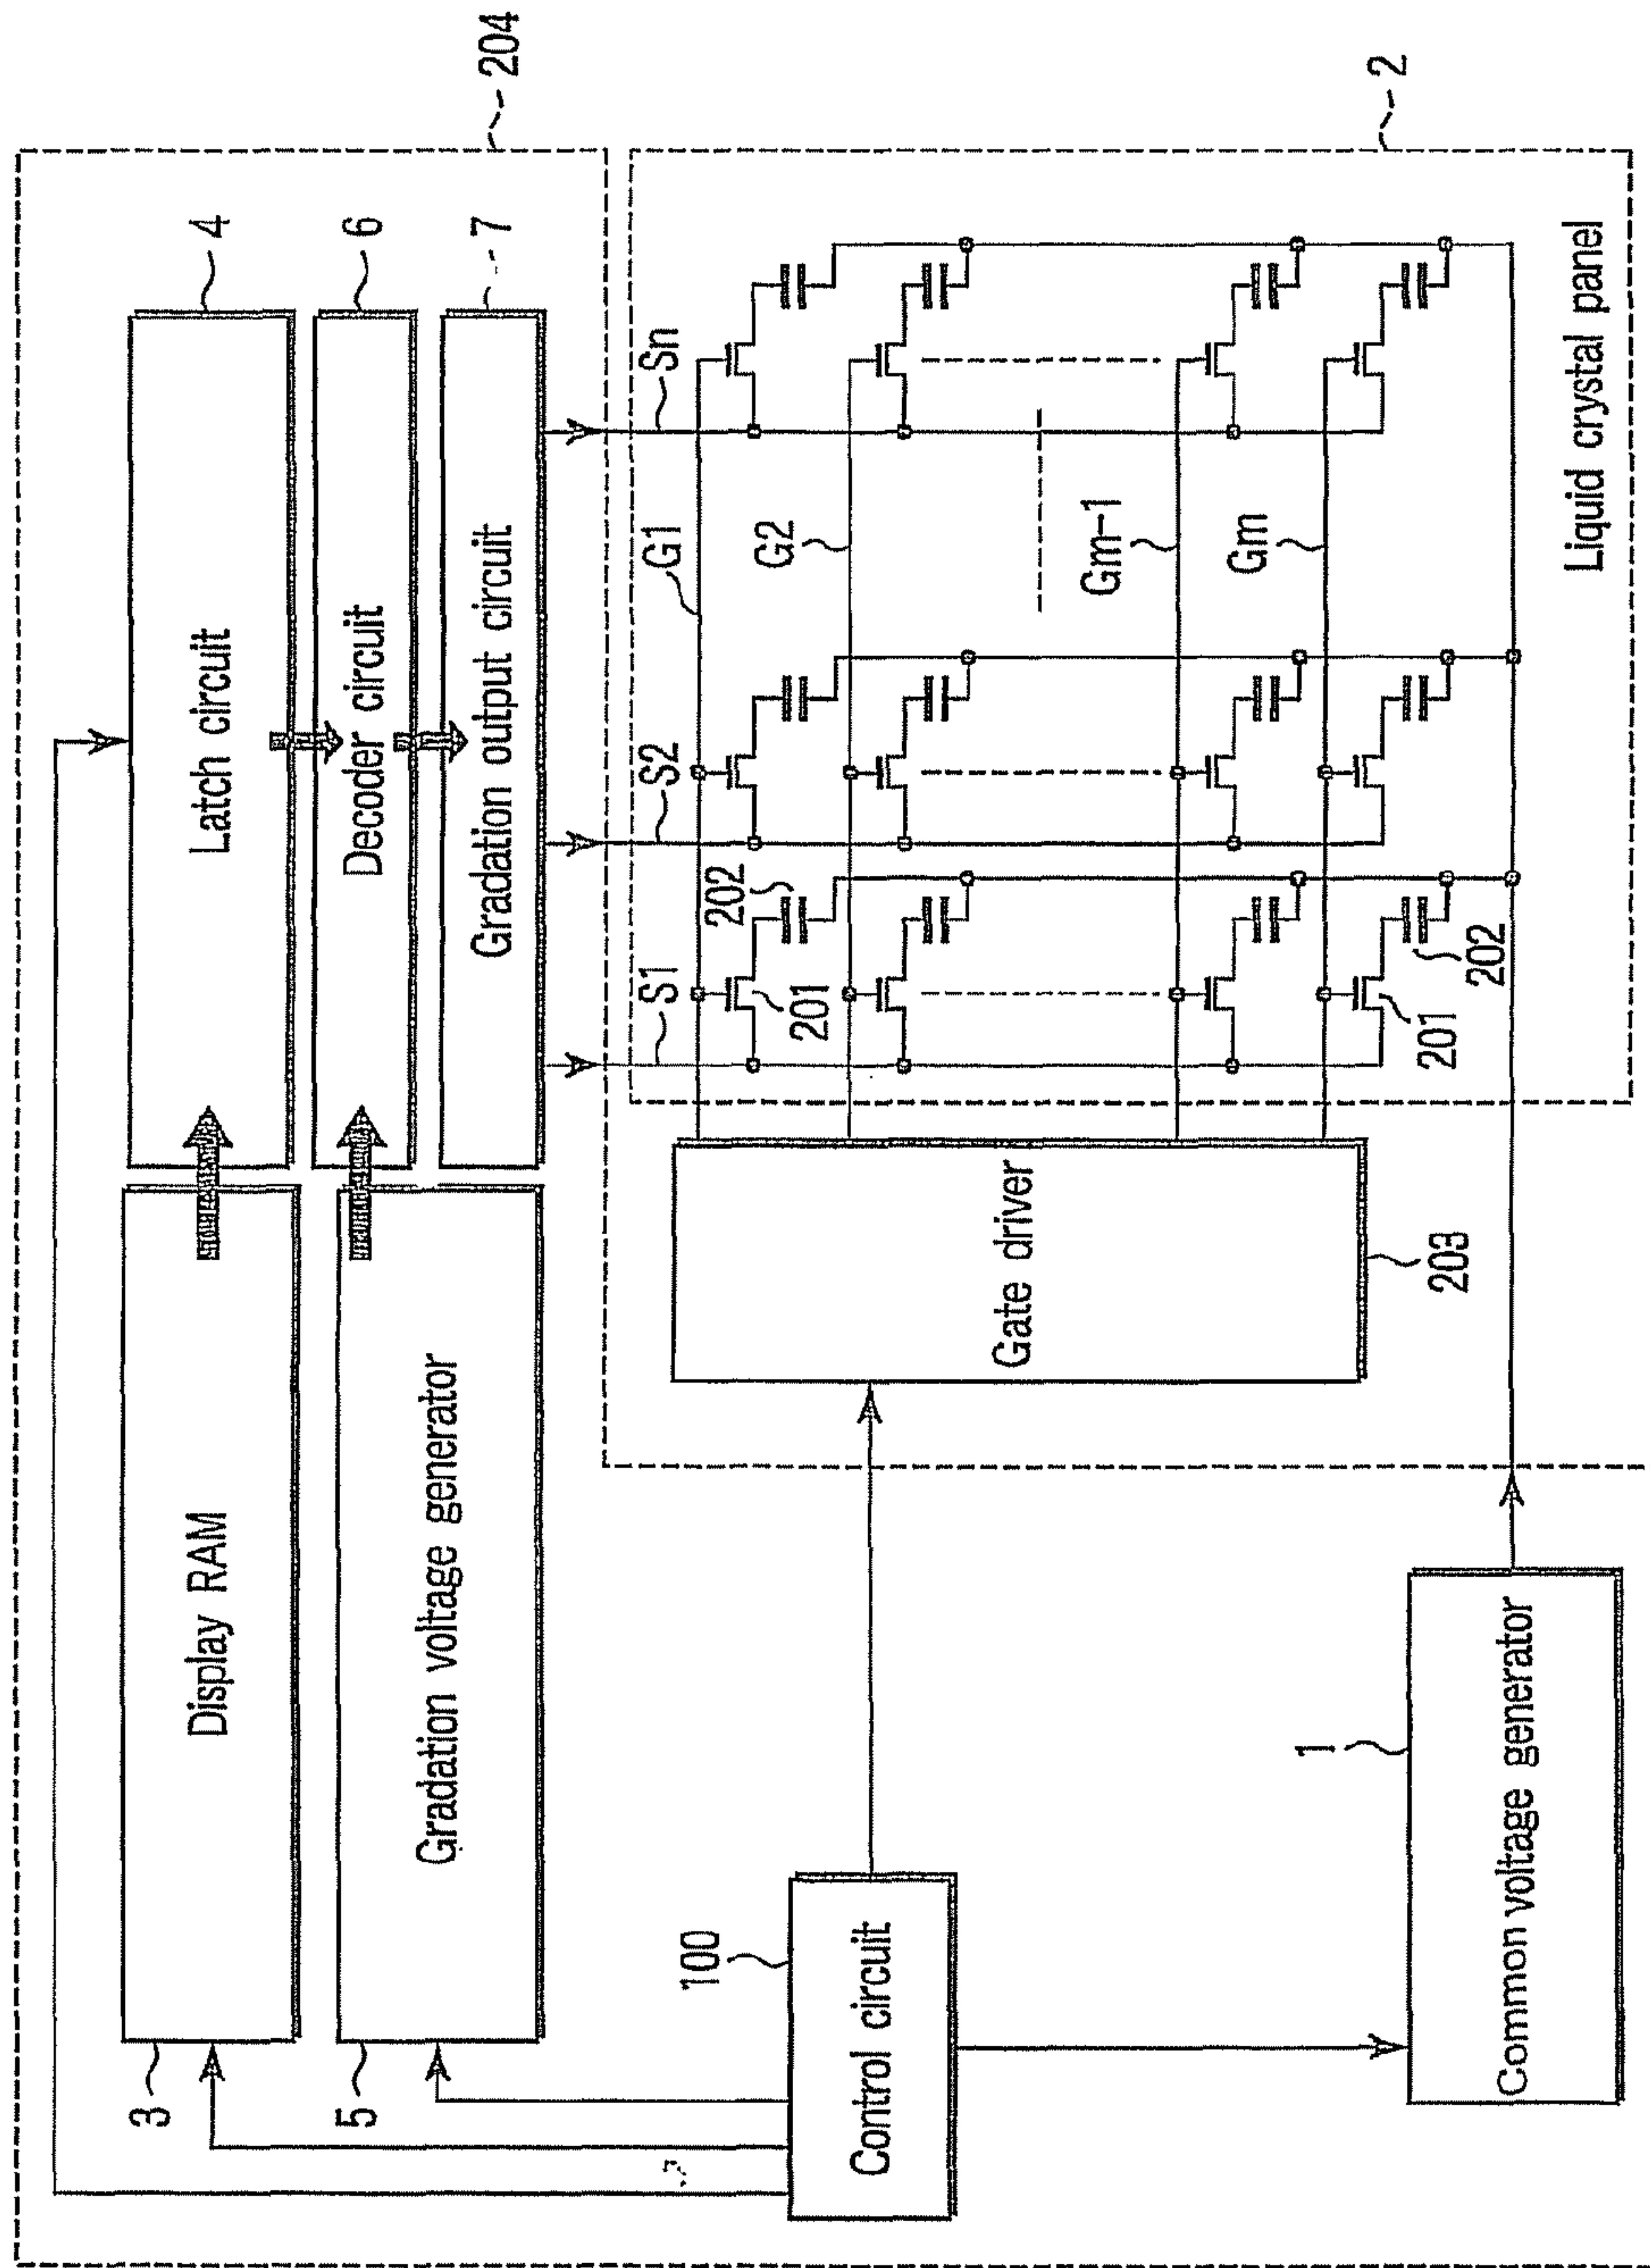 204
3
Display RAM
Latch circuit
4
5
Gradation voltage generator
Decoder circuit
6
Gradation output circuit
7
S1
S2
Sn
G1
G2
Gm-1
Gm
201
202
201
202
100
Control circuit
Gate driver
203
1
Common voltage generator
Liquid crystal panel
2